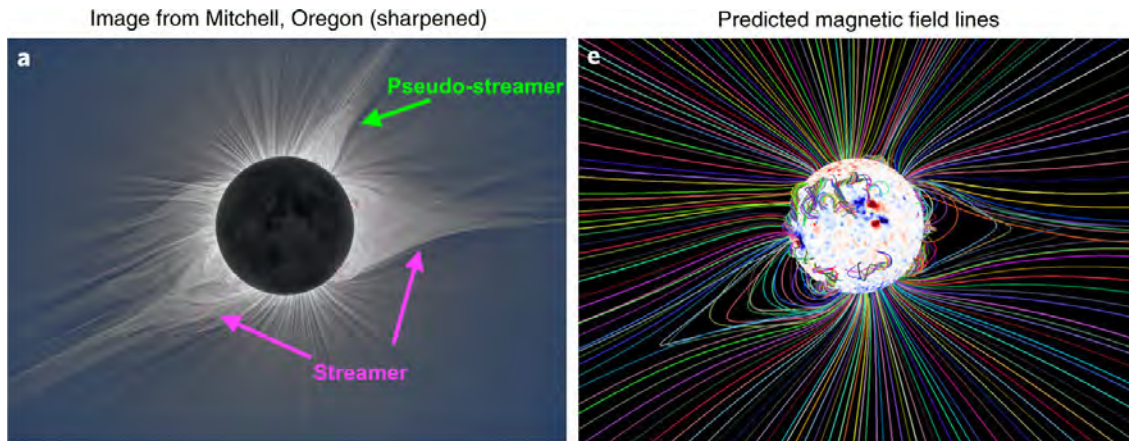 Image from Mitchell, Oregon (sharpened)
Predicted magnetic field lines
a
Pseudo-streamer
Streamer
e